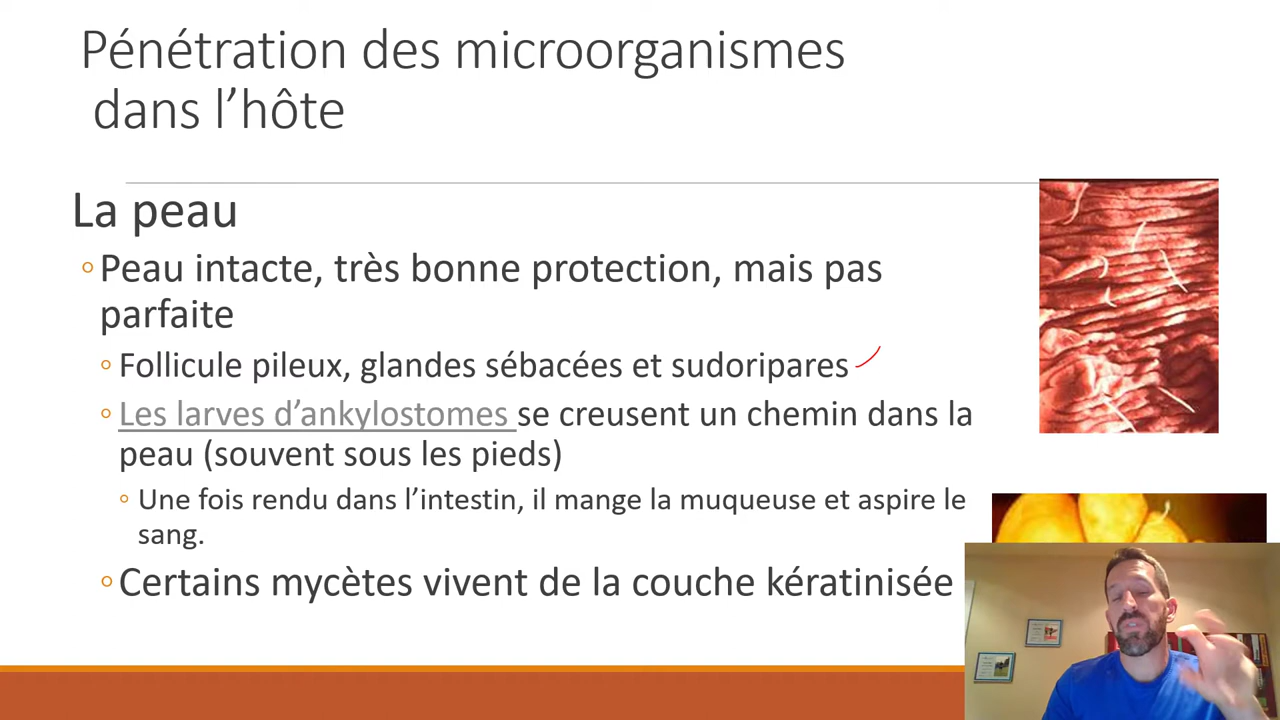 Pénétration des microorganismes
dans l’hôte
La peau
Peau intacte, très bonne protection, mais pas
parfaite
Follicule pileux, glandes sébacées et sudoripares
Les larves d’ankylostomes se creusent un chemin dans la
peau (souvent sous les pieds)
Une fois rendu dans l’intestin, il mange la muqueuse et aspire le
sang.
Certains mycètes vivent de la couche kératinisée